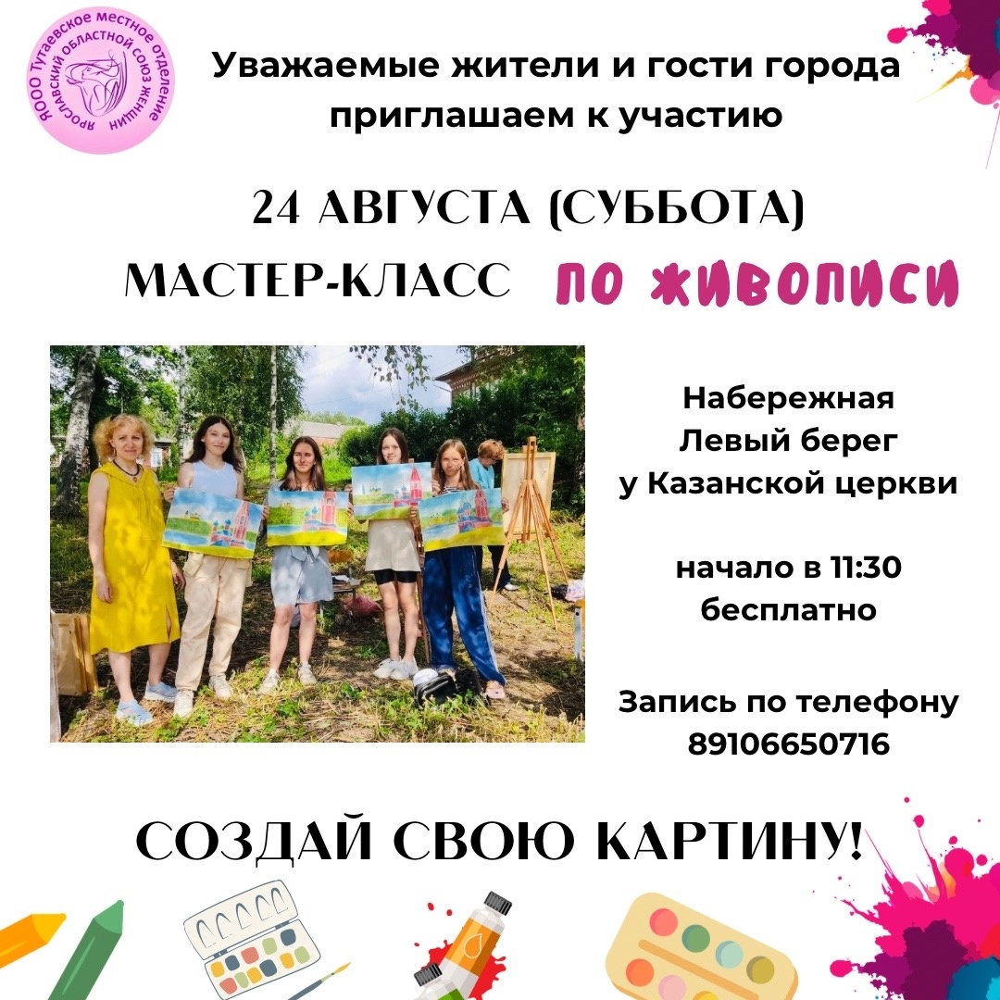 ЯООО Тутаевское местное отделение
ЯРОСЛАВСКИЙ ОБЛАСТНОЙ СОЮЗ ЖЕНЩИН
Уважаемые жители и гости города
приглашаем к участию
24 АВГУСТА (СУББОТА)
МАСТЕР-КЛАСС ПО ЖИВОПИСИ
Набережная
Левый берег
у Казанской церкви
начало в 11:30
бесплатно
Запись по телефону
89106650716
СОЗДАЙ СВОЮ КАРТИНУ!